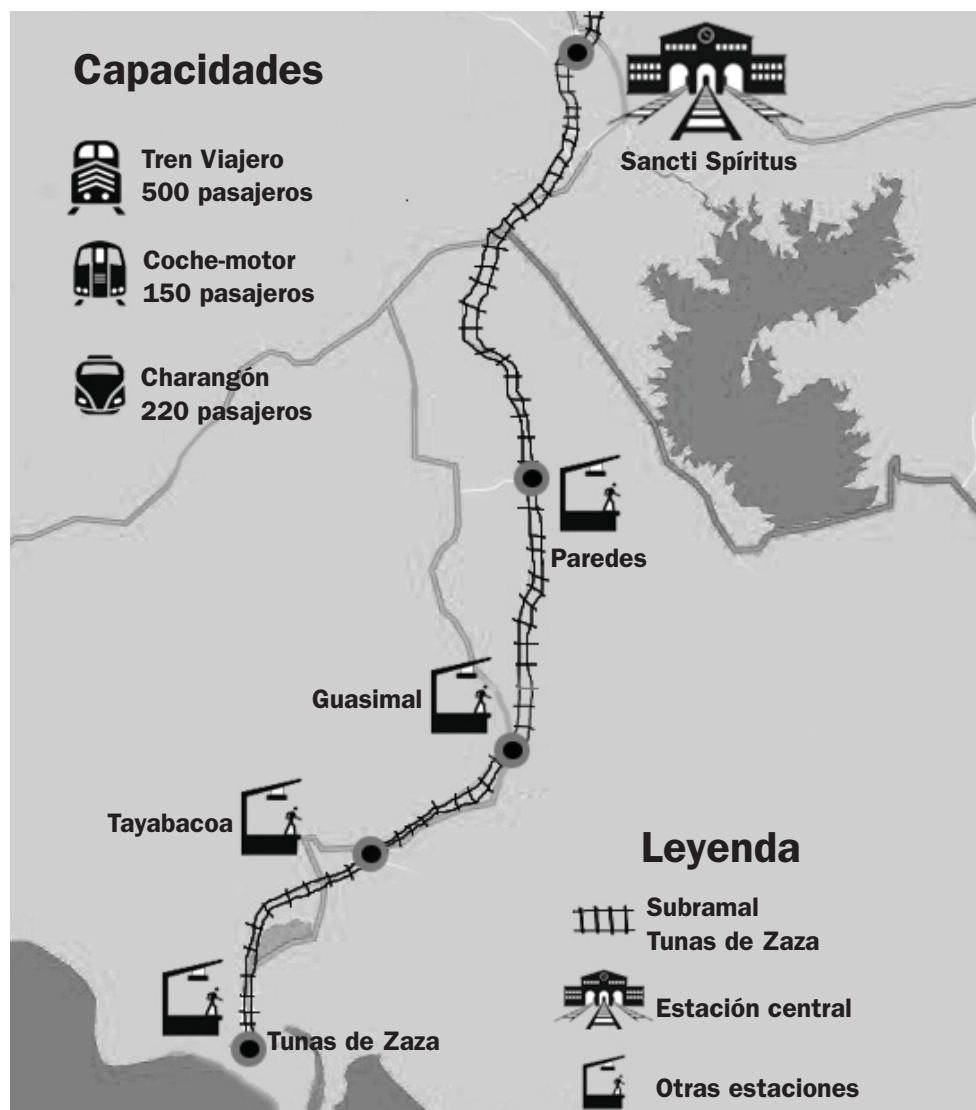 Capacidades
Tren Viajero
500 pasajeros
Coche-motor
150 pasajeros
Charangón
220 pasajeros
Sancti Spíritus
Paredes
Guasimal
Tayabacoa
Tunas de Zaza
Leyenda
Subramal
Tunas de Zaza
Estación central
Otras estaciones